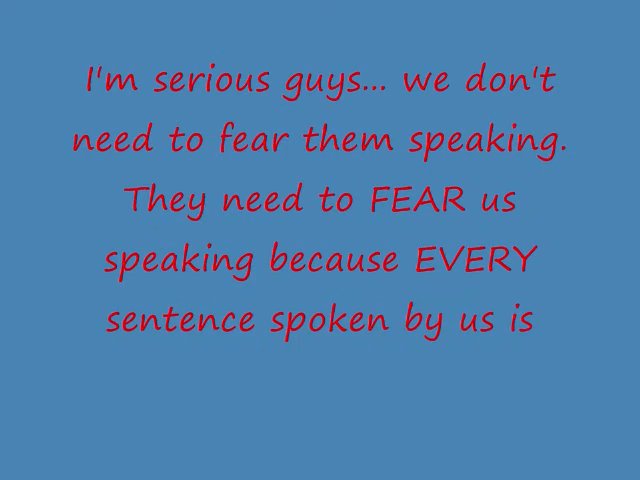 I'm serious guys... we don't
need to fear them speaking.
They need to FEAR us
speaking because EVERY
sentence spoken by us is